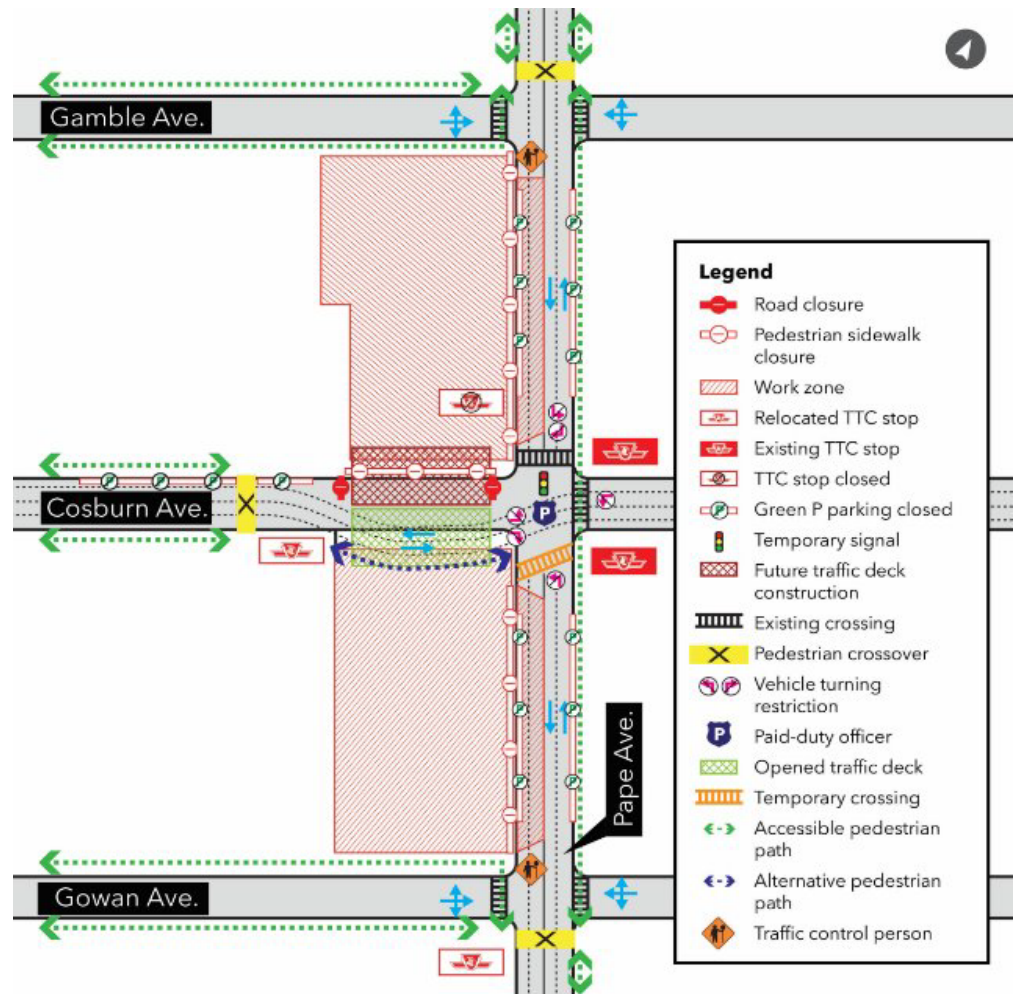 Gamble Ave.
Legend
Road closure
Pedestrian sidewalk
closure
Work zone
Relocated TTC stop
Existing TTC stop
TTC stop closed
Green P parking closed
Temporary signal
Future traffic deck
construction
Existing crossing
Pedestrian crossover
Vehicle turning
restriction
P
Paid-duty officer
Opened traffic deck
Temporary crossing
Accessible pedestrian
path
Alternative pedestrian
path
Traffic control person
Cosburn Ave.
P
Pape Ave.
Gowan Ave.